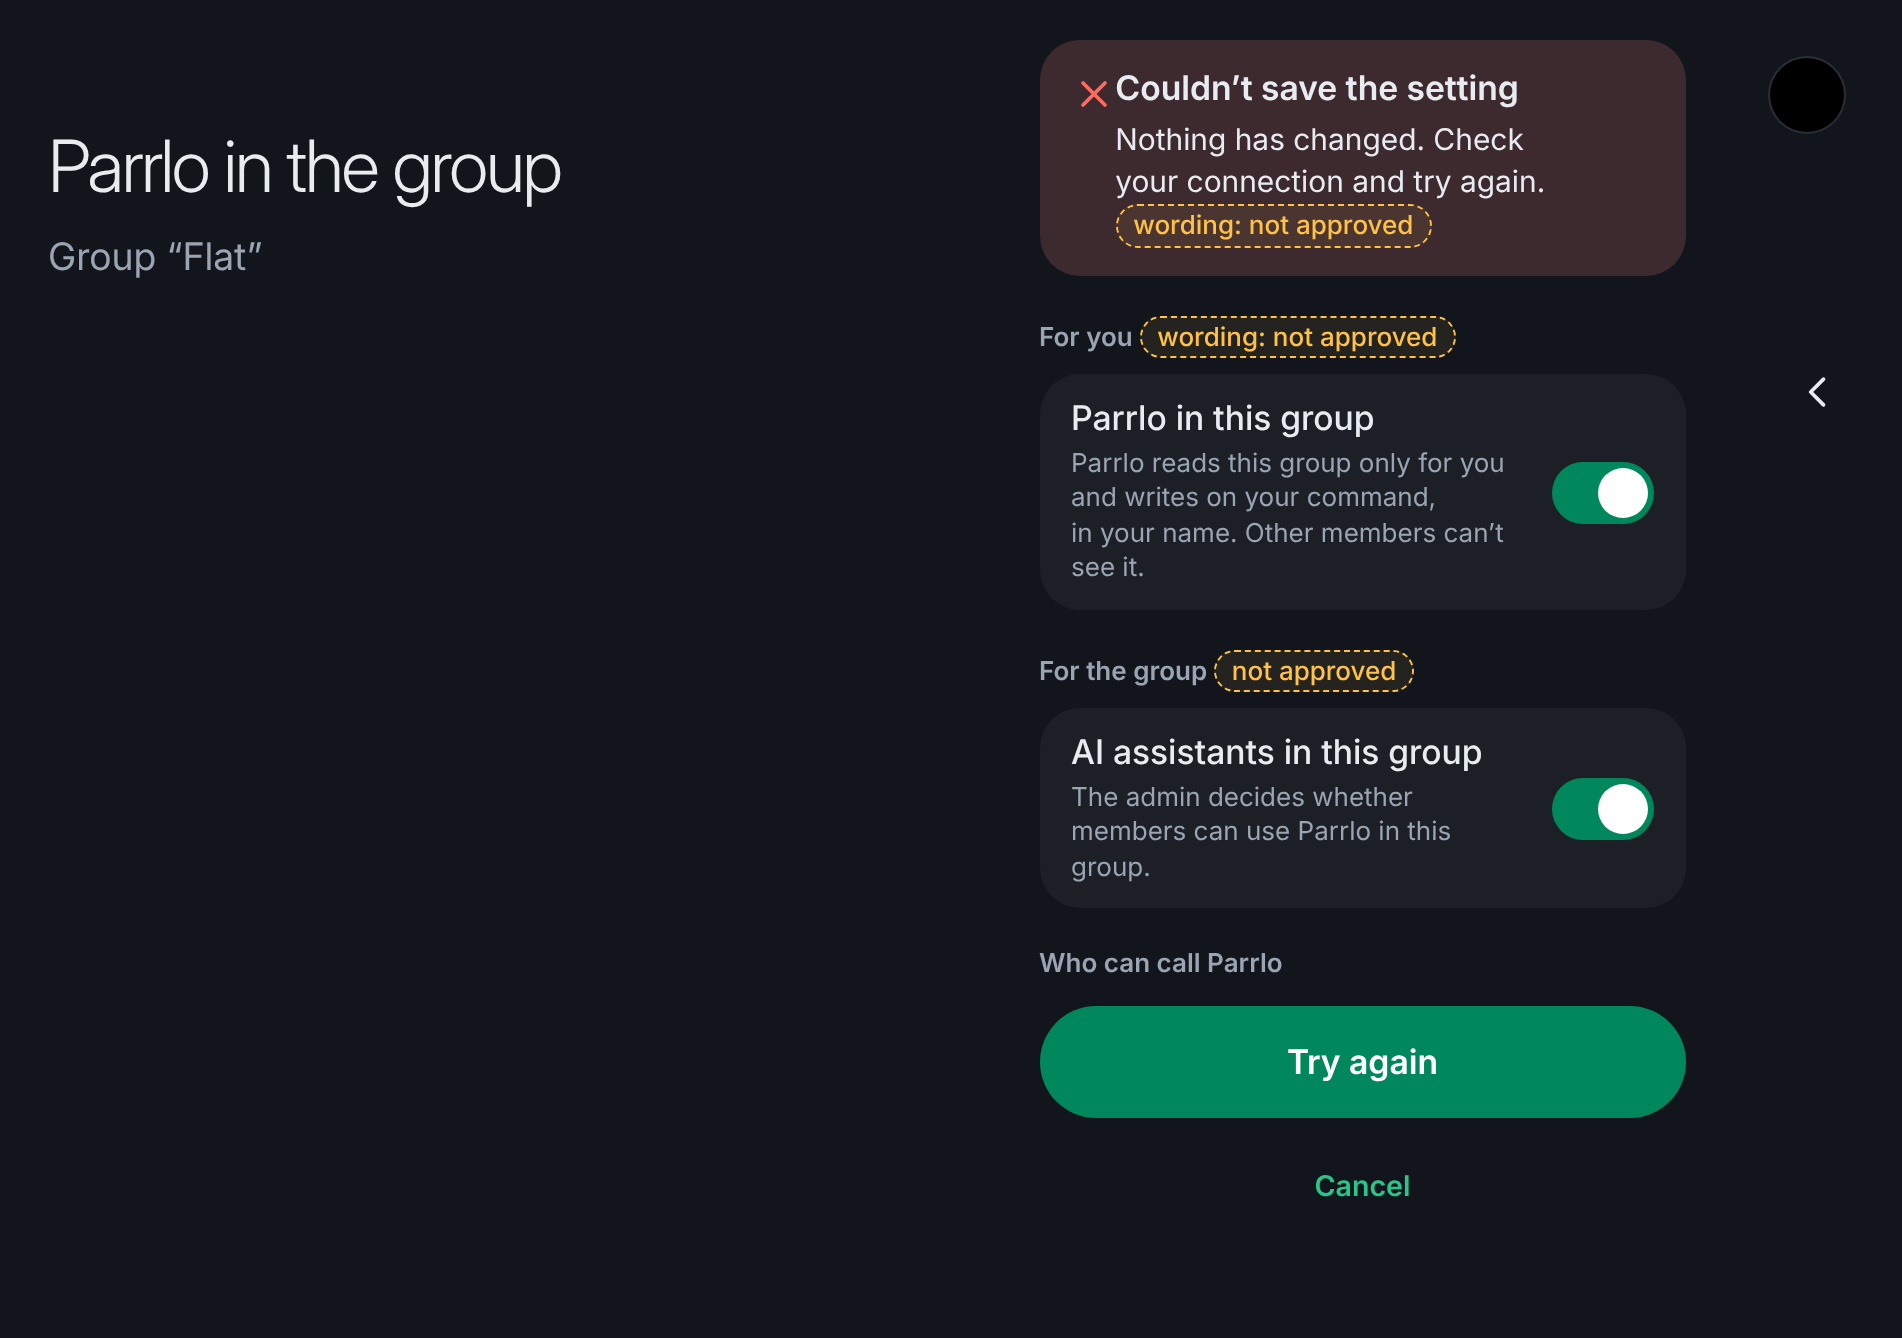 Parrlo in the group
Group “Flat”
Couldn’t save the setting
Nothing has changed. Check
your connection and try again.
wording: not approved
For you wording: not approved
Parrlo in this group
Parrlo reads this group only for you
and writes on your command,
in your name. Other members can’t
see it.
For the group not approved
AI assistants in this group
The admin decides whether
members can use Parrlo in this
group.
Who can call Parrlo
Try again
Cancel